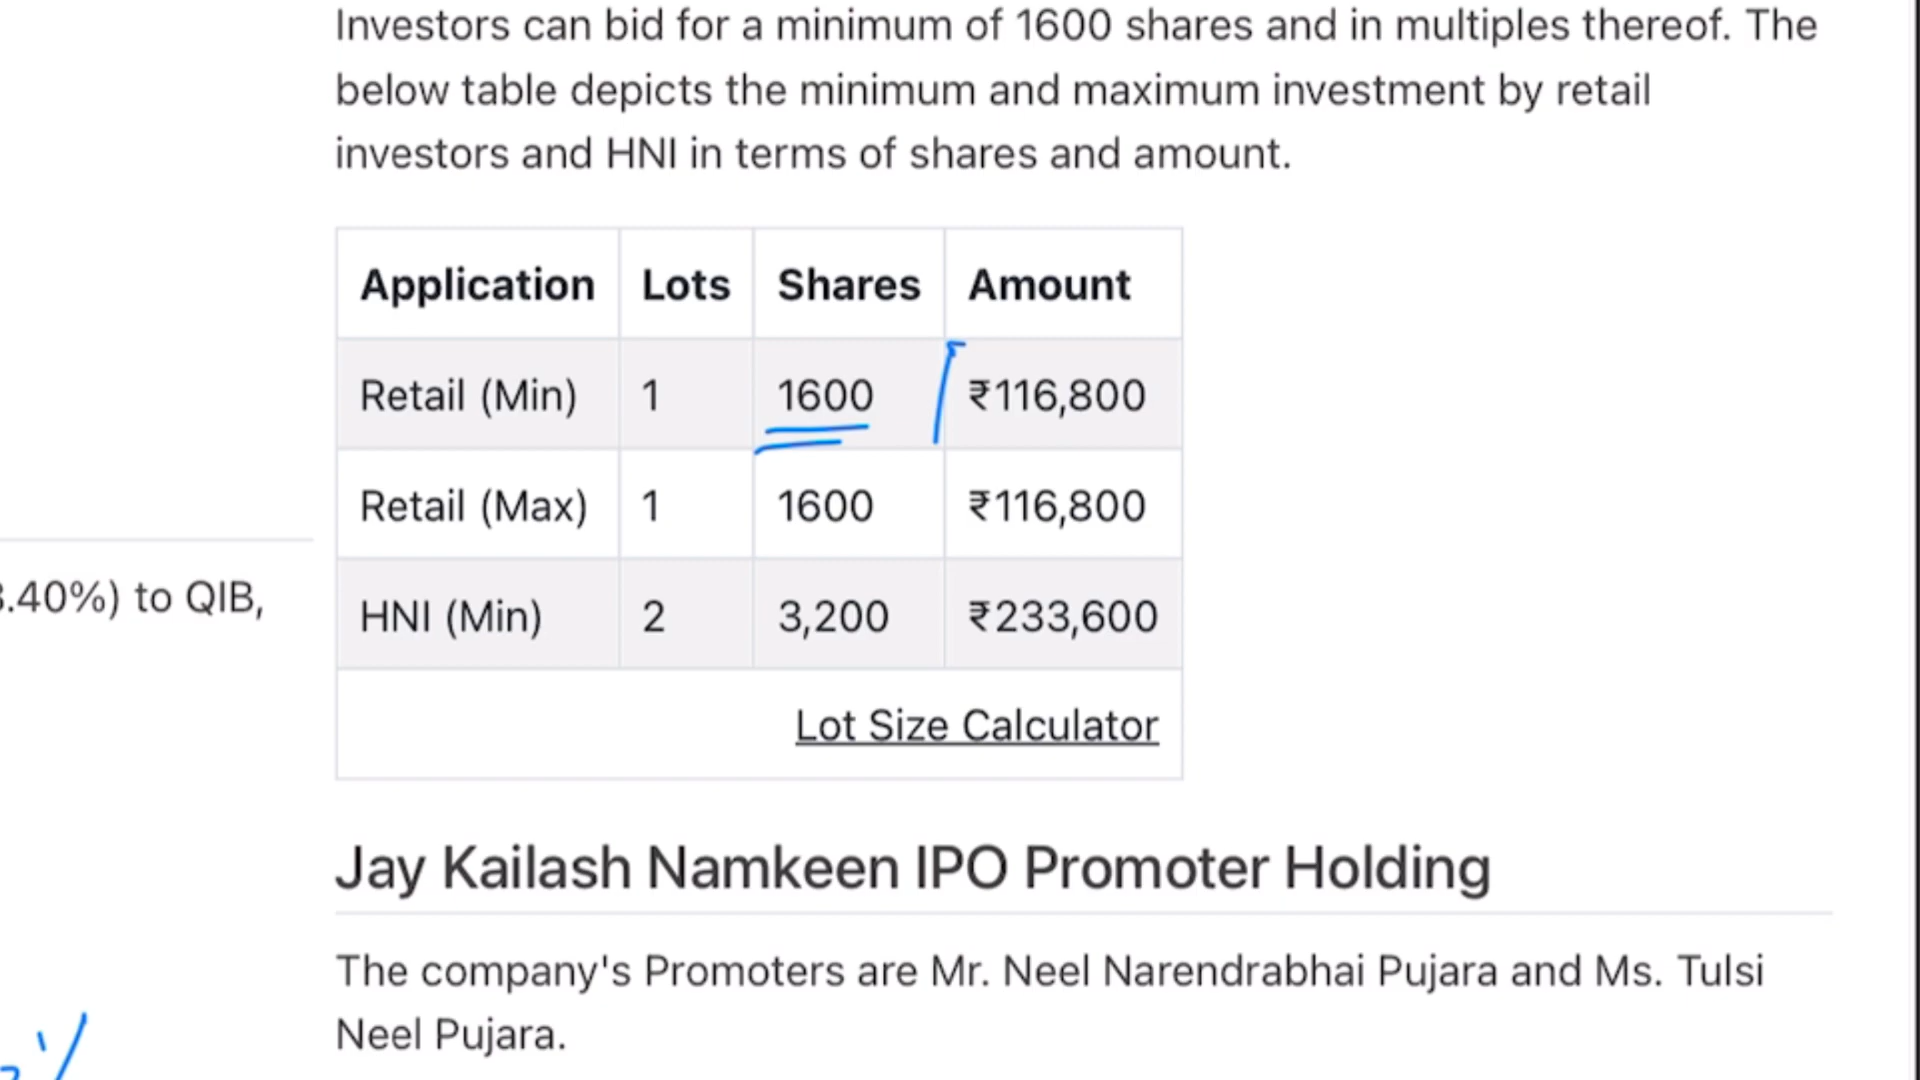 Investors can bid for a minimum of 1600 shares and in multiples thereof. The
below table depicts the minimum and maximum investment by retail
investors and HNI in terms of shares and amount.
Application Lots Shares Amount
Retail (Min) 1 1600 ₹116,800
Retail (Max) 1 1600 ₹116,800
.40%) to QIB,
HNI (Min) 2 3,200 ₹233,600
Lot Size Calculator
Jay Kailash Namkeen IPO Promoter Holding
The company's Promoters are Mr. Neel Narendrabhai Pujara and Ms. Tulsi
Neel Pujara.